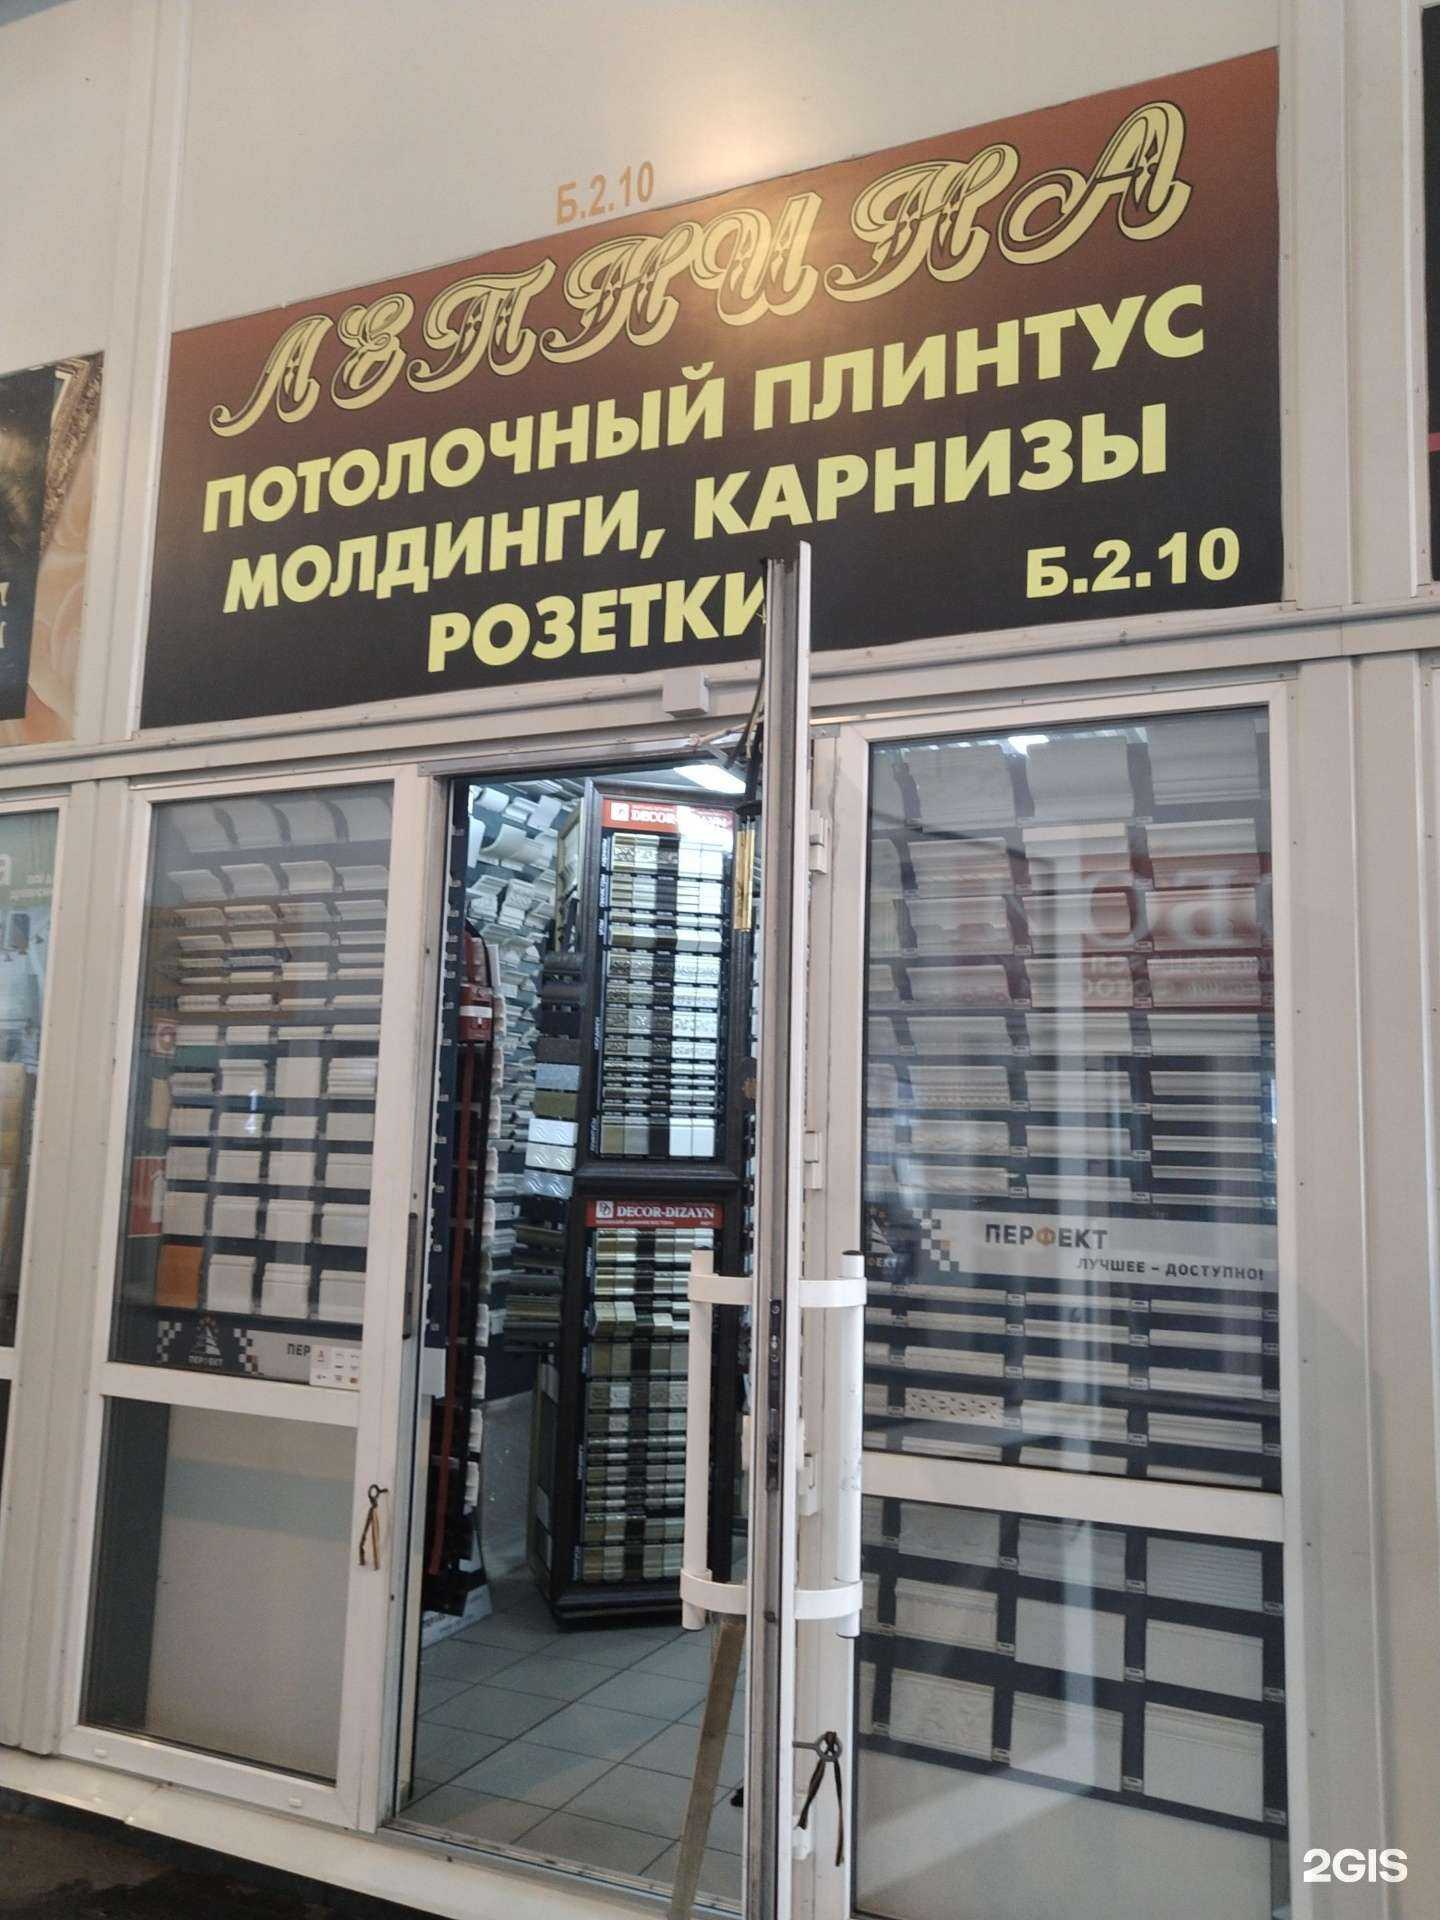 Б.2.10
ЛЕПНИНА
ПОТОЛОЧНЫЙ ПЛИНТУС
МОЛДИНГИ, КАРНИЗЫ
РОЗЕТКИ
Б.2.10
DECOR-DIZAYN
DECOR-DIZAYN
ПЕРФЕКТ
ЛУЧШЕЕ – ДОСТУПНО!
ПЕРФЕКТ
ПЕР
2GIS